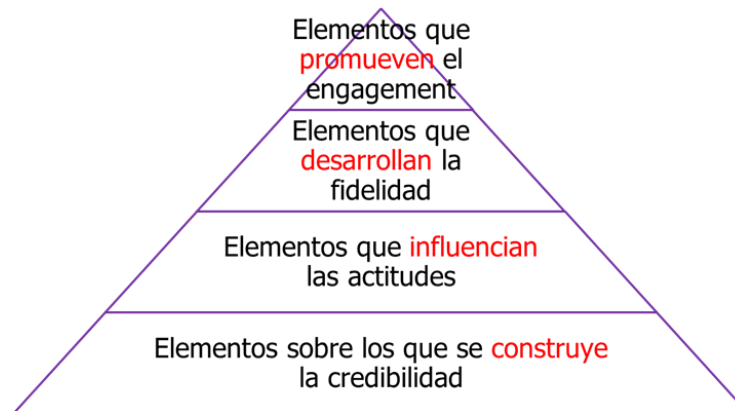 Elementos que
promueven el
engagement
Elementos que
desarrollan la
fidelidad
Elementos que influencian
las actitudes
Elementos sobre los que se construye
la credibilidad